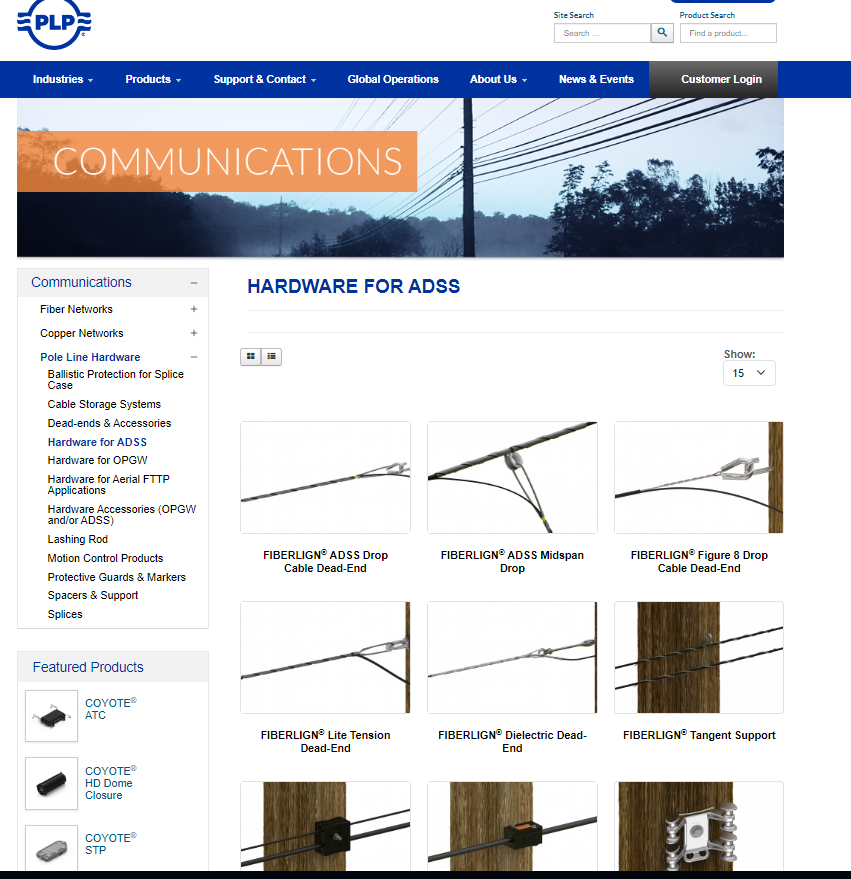 PLP®
Site Search
Product Search
Search ...
Find a product...
Industries
Products
Support & Contact
Global Operations
About Us
News & Events
Customer Login
COMMUNICATIONS
Communications −
Fiber Networks +
Copper Networks +
Pole Line Hardware −
Ballistic Protection for Splice
Case
Cable Storage Systems
Dead-ends & Accessories
Hardware for ADSS
Hardware for OPGW
Hardware for Aerial FTTP
Applications
Hardware Accessories (OPGW
and/or ADSS)
Lashing Rod
Motion Control Products
Protective Guards & Markers
Spacers & Support
Splices
Featured Products
COYOTE®
ATC
COYOTE®
HD Dome
Closure
COYOTE®
STP
HARDWARE FOR ADSS
Show:
15
FIBERLIGN® ADSS Drop
Cable Dead-End
FIBERLIGN® ADSS Midspan
Drop
FIBERLIGN® Figure 8 Drop
Cable Dead-End
FIBERLIGN® Lite Tension
Dead-End
FIBERLIGN® Dielectric Dead-
End
FIBERLIGN® Tangent Support